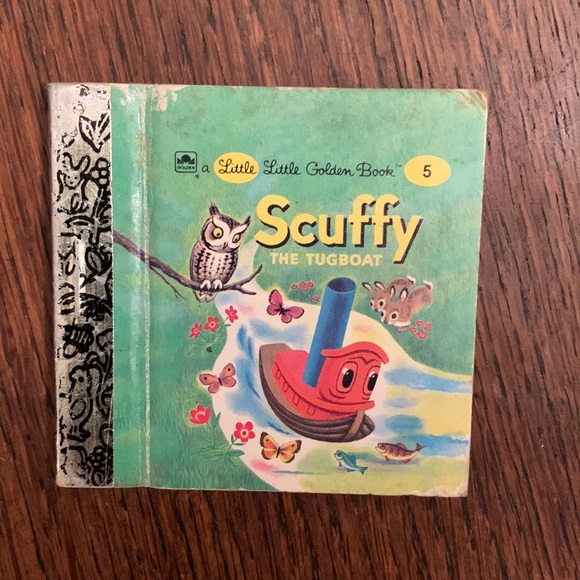 GOLDEN®
a Little Little Golden Book™ 5
Scuffy
THE TUGBOAT